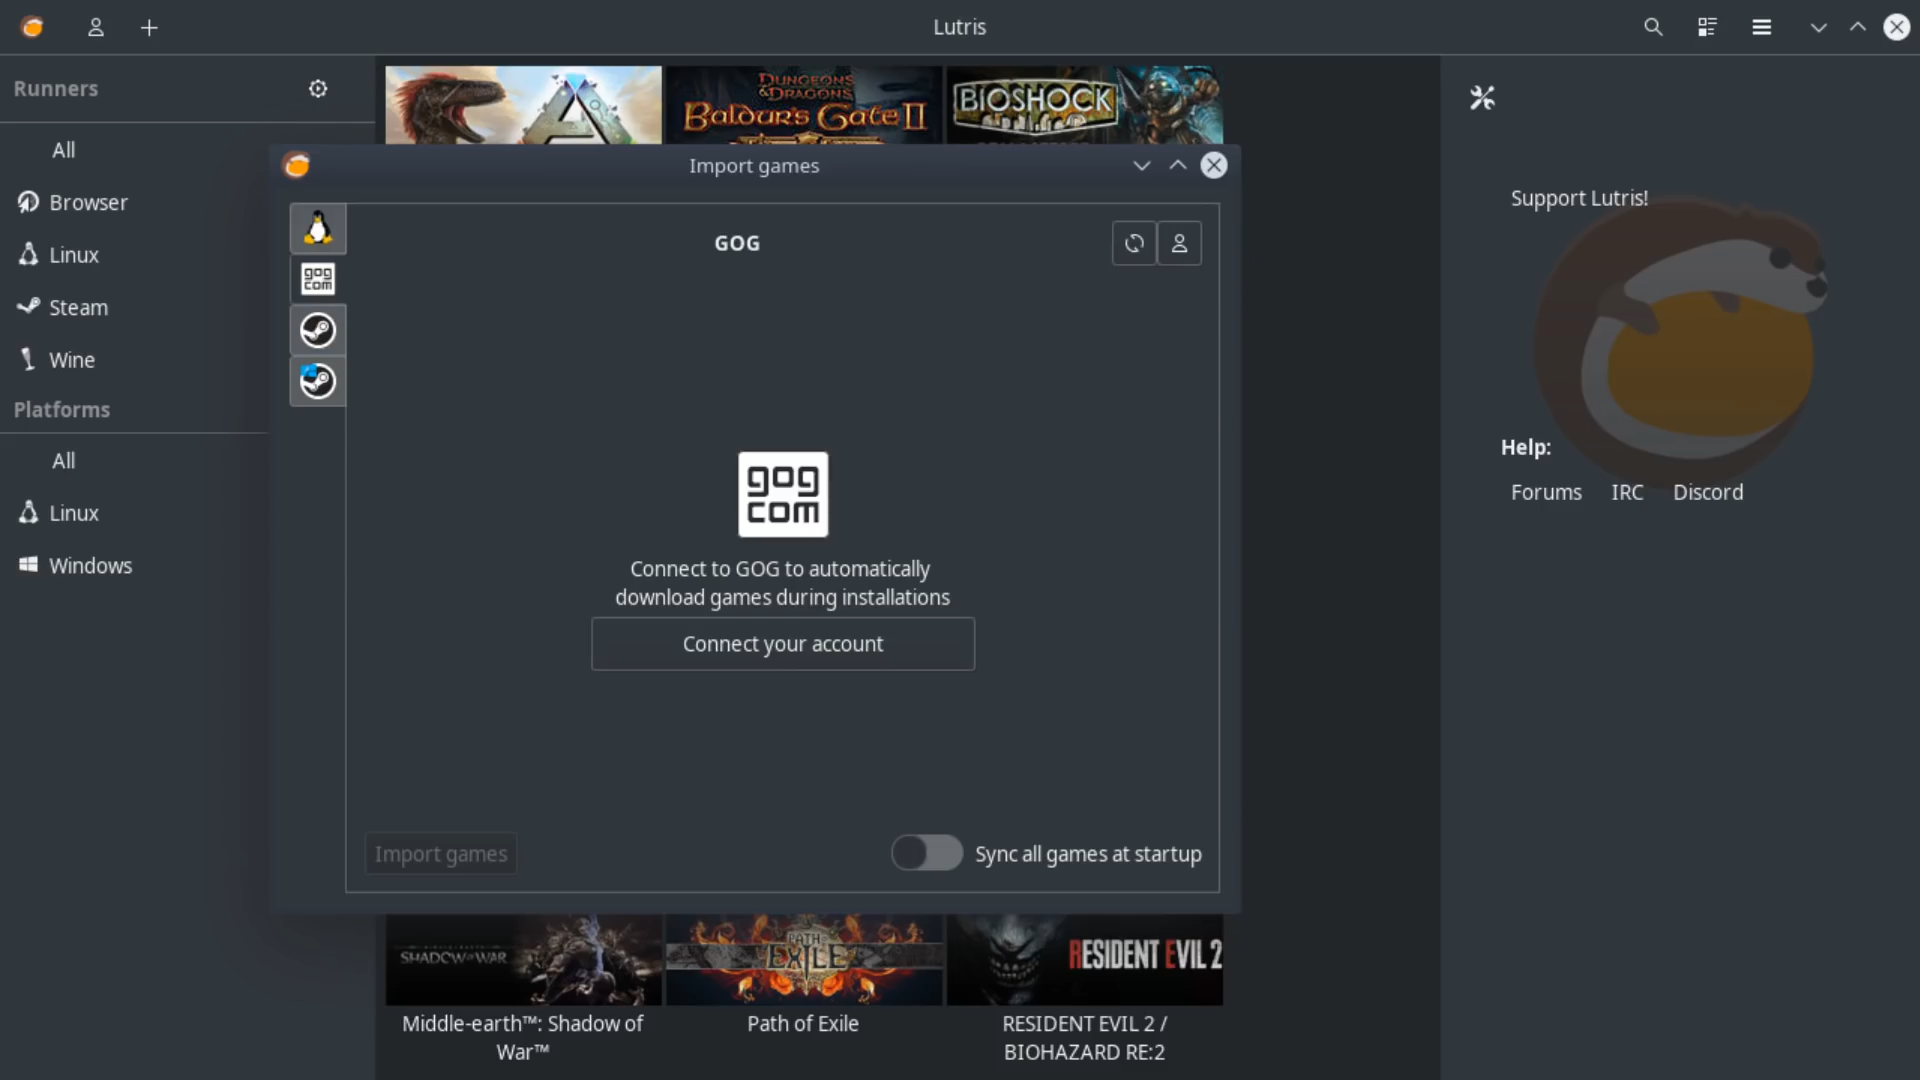 Lutris
Runners
All
Browser
Linux
Steam
Wine
Platforms
All
Linux
Windows
DUNGEONS
& DRAGONS
Baldur's Gate II
BIOSHOCK
Import games
gog
com
GOG
gog
com
Connect to GOG to automatically
download games during installations
Connect your account
Import games
Sync all games at startup
SHADOW OF WAR
PATH
OF
EXILE
RESIDENT EVIL 2
Middle-earth™: Shadow of
War™
Path of Exile
RESIDENT EVIL 2 /
BIOHAZARD RE:2
Support Lutris!
Help:
Forums IRC Discord